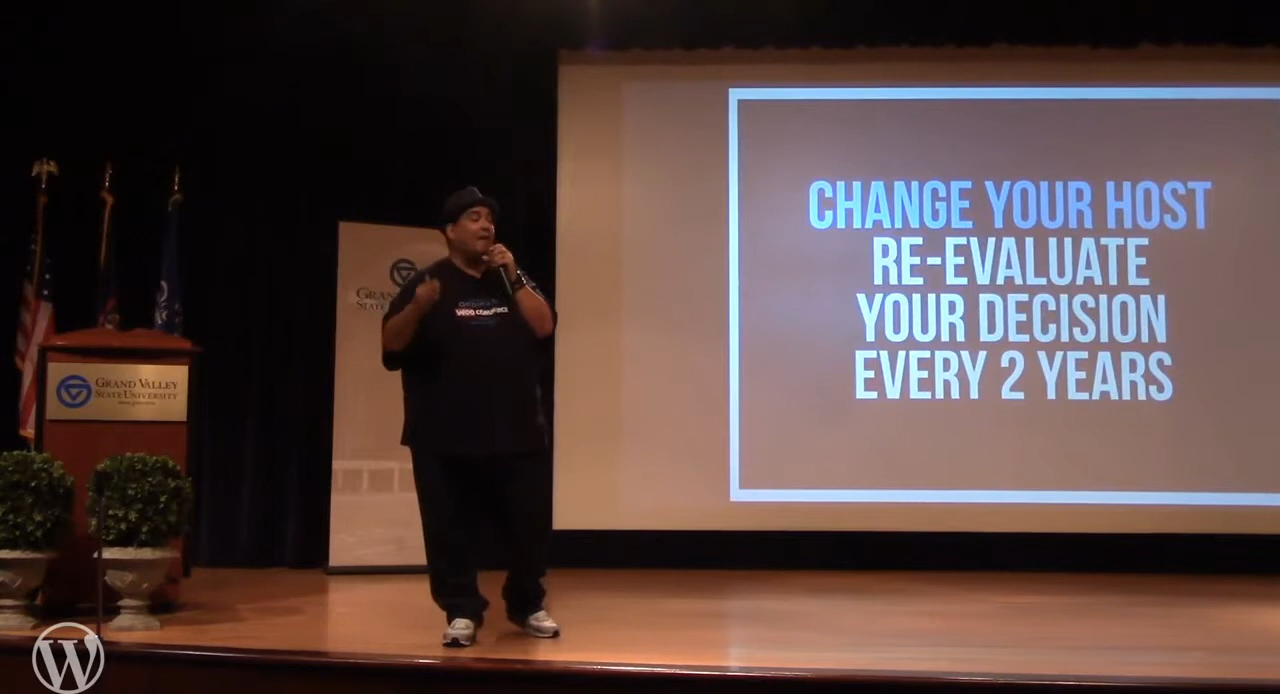 CHANGE YOUR HOST
RE-EVALUATE
YOUR DECISION
EVERY 2 YEARS
GRAND VALLEY
STATE UNIVERSITY
W